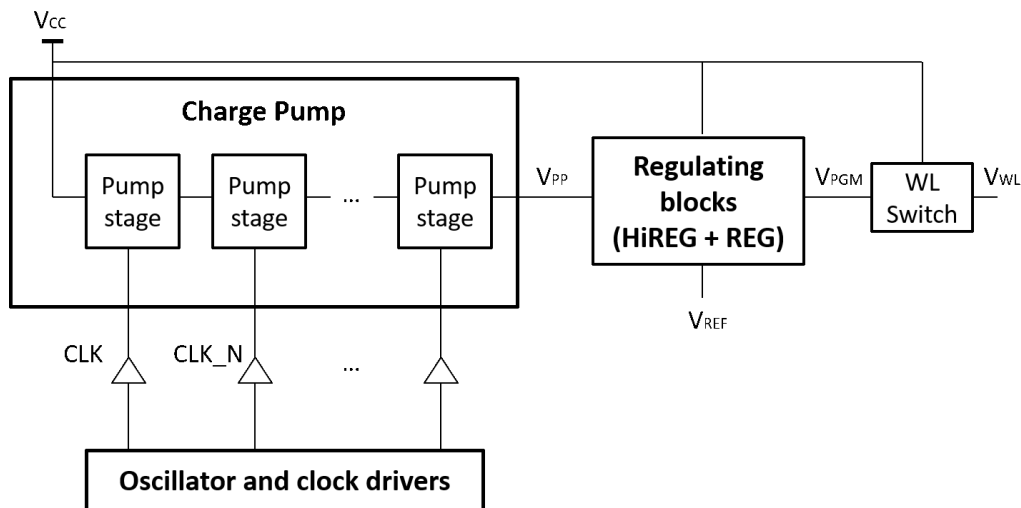 VCC
Charge Pump
Pump
stage
Pump
stage
...
Pump
stage
VPP
Regulating
blocks
(HiREG + REG)
VPGM
WL
Switch
VWL
VREF
CLK
CLK_N
...
Oscillator and clock drivers